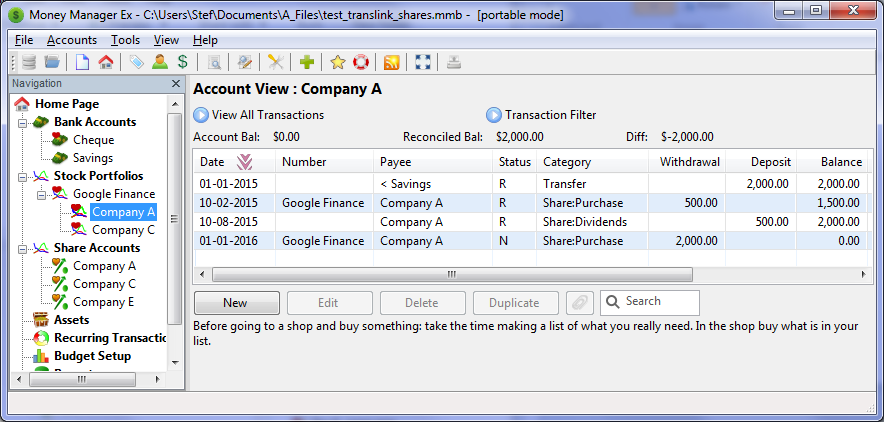 Money Manager Ex - C:\Users\Stef\Documents\A_Files\test_translink_shares.mmb - [portable mode]
File Accounts Tools View Help
Navigation
Home Page
Bank Accounts
Cheque
Savings
Stock Portfolios
Google Finance
Company A
Company C
Share Accounts
Company A
Company C
Company E
Assets
Recurring Transactic
Budget Setup
Account View : Company A
View All Transactions Transaction Filter
Account Bal: $0.00 Reconciled Bal: $2,000.00 Diff: $-2,000.00
Date Number Payee Status Category Withdrawal Deposit Balance
01-01-2015 < Savings R Transfer 2,000.00 2,000.00
10-02-2015 Google Finance Company A R Share:Purchase 500.00 1,500.00
10-08-2015 Company A R Share:Dividends 500.00 2,000.00
01-01-2016 Google Finance Company A N Share:Purchase 2,000.00 0.00
New Edit Delete Duplicate Search
Before going to a shop and buy something: take the time making a list of what you really need. In the shop buy what is in your
list.